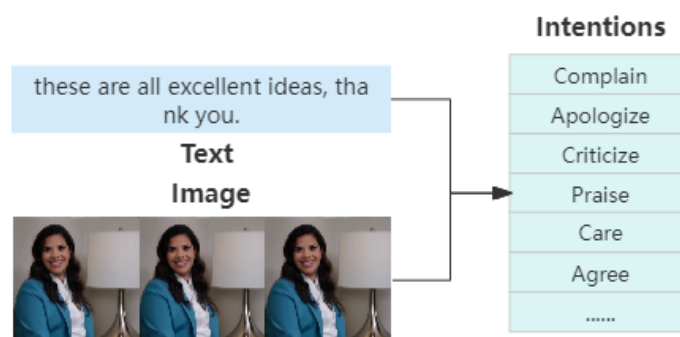 Intentions
these are all excellent ideas, tha
nk you.
Text
Image
Complain
Apologize
Criticize
Praise
Care
Agree
......